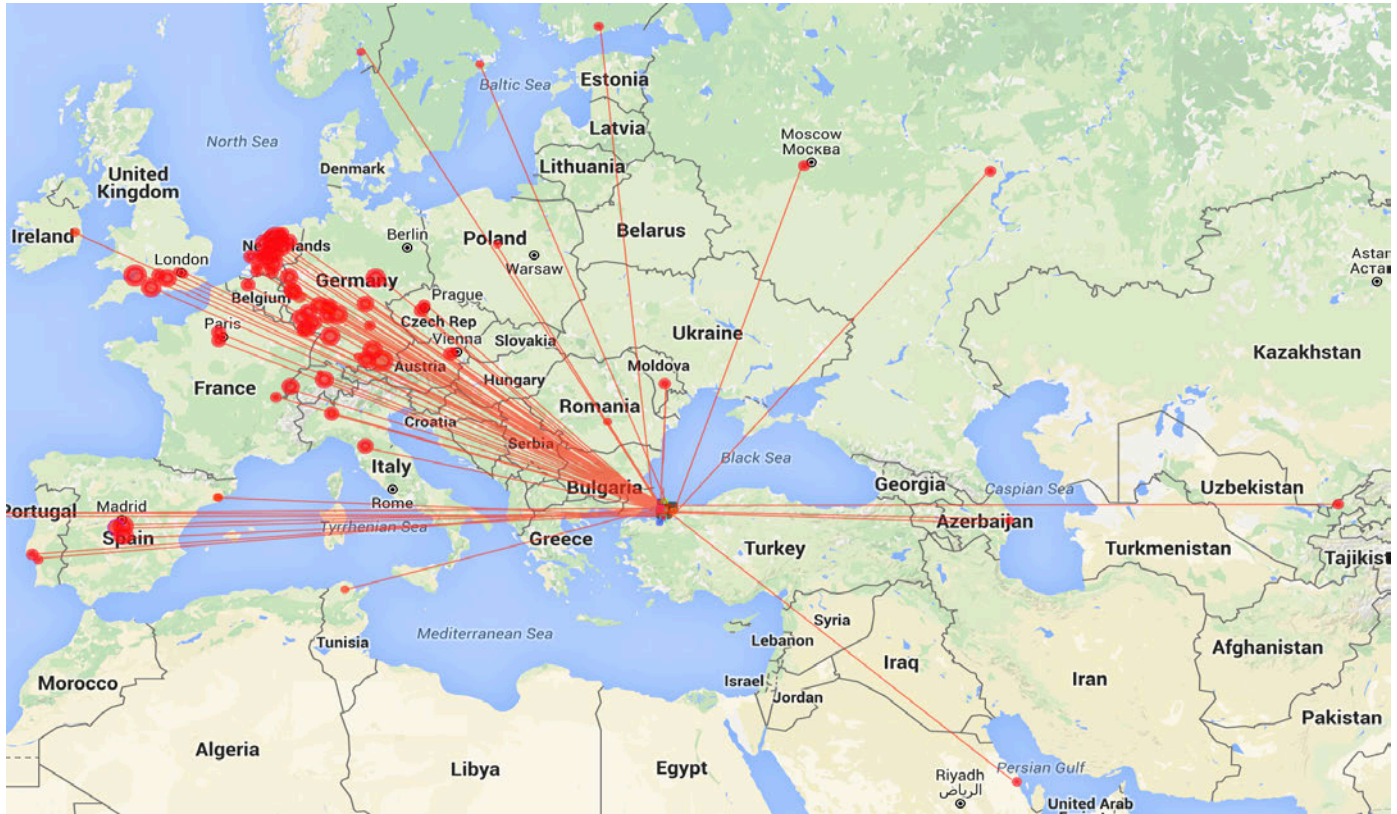 Estonia
Baltic Sea
Latvia
Moscow
Москва
North Sea
Denmark
Lithuania
United
Kingdom
Belarus
Ireland
Berlin
Poland
Netherlands
London
Warsaw
Germany
Belgium
Prague
Czech Rep
Ukraine
Paris
Vienna
Slovakia
Kazakhstan
France
Austria
Moldova
Hungary
Romania
Croatia
Serbia
Black Sea
Italy
Bulgaria
Georgia
Caspian Sea
Uzbekistan
Rome
Portugal
Madrid
Spain
Tyrrhenian Sea
Greece
Turkey
Azerbaijan
Turkmenistan
Tajikist
Mediterranean Sea
Tunisia
Syria
Lebanon
Afghanistan
Iraq
Iran
Israel
Jordan
Morocco
Pakistan
Algeria
Libya
Egypt
Persian Gulf
Riyadh
الرياض
United Arab
Astan
Аста